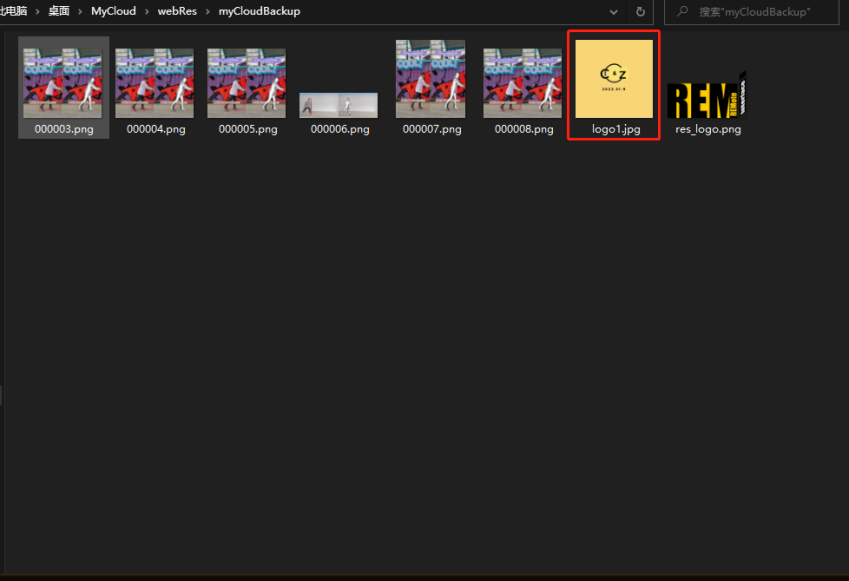 此电脑 › 桌面 › MyCloud › webRes › myCloudBackup
搜索"myCloudBackup"
000003.png
000004.png
000005.png
000006.png
000007.png
000008.png
logo1.jpg
res_logo.png
REM